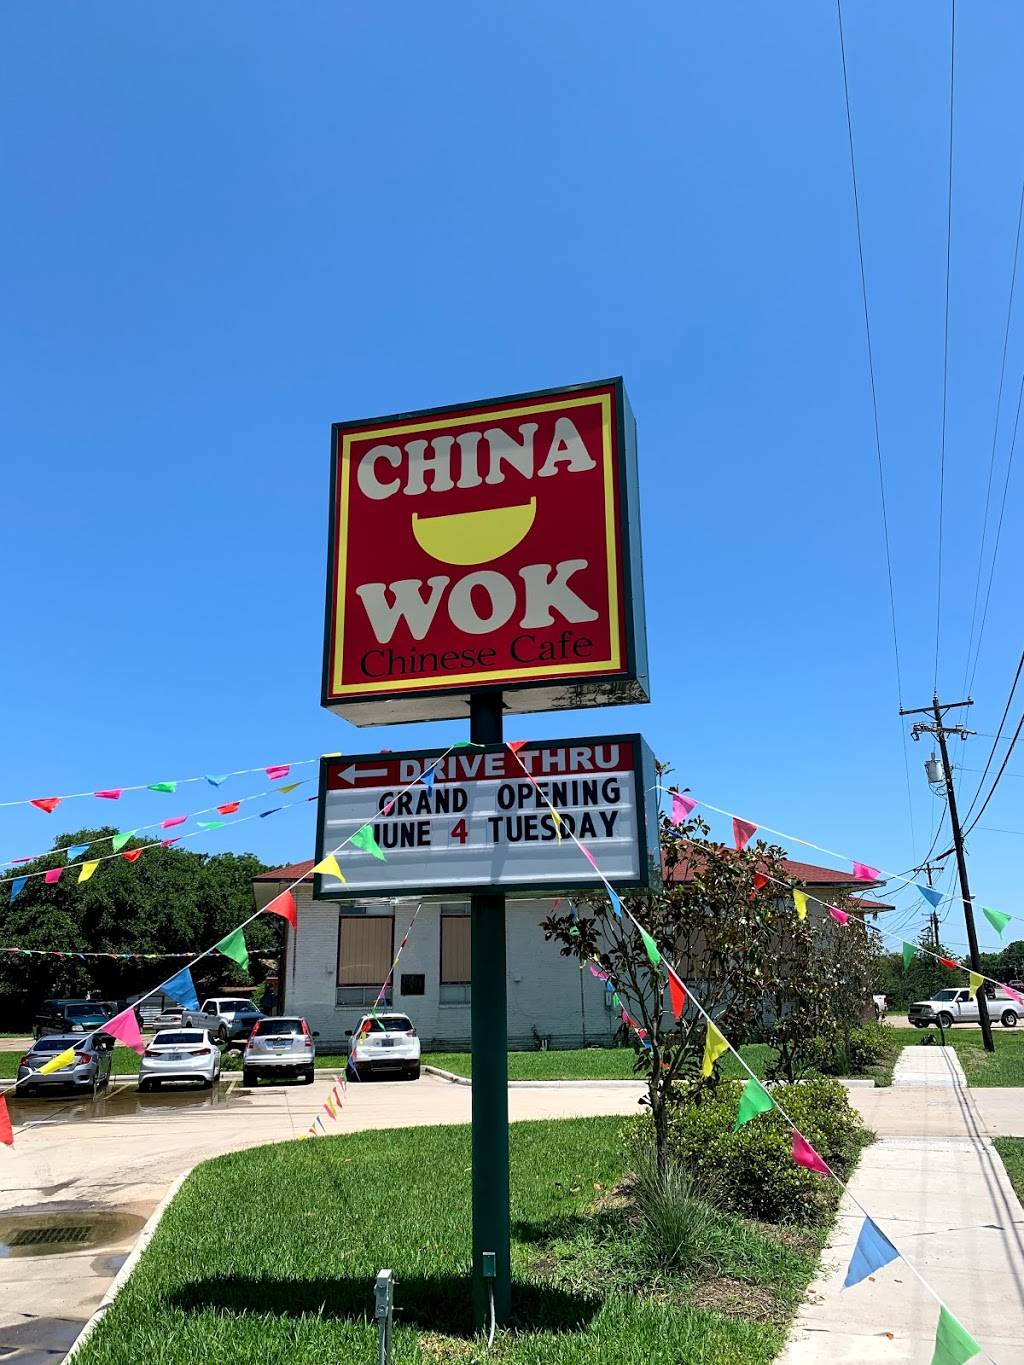 CHINA
WOK
Chinese Cafe
DRIVE THRU
GRAND OPENING
JUNE 4 TUESDAY